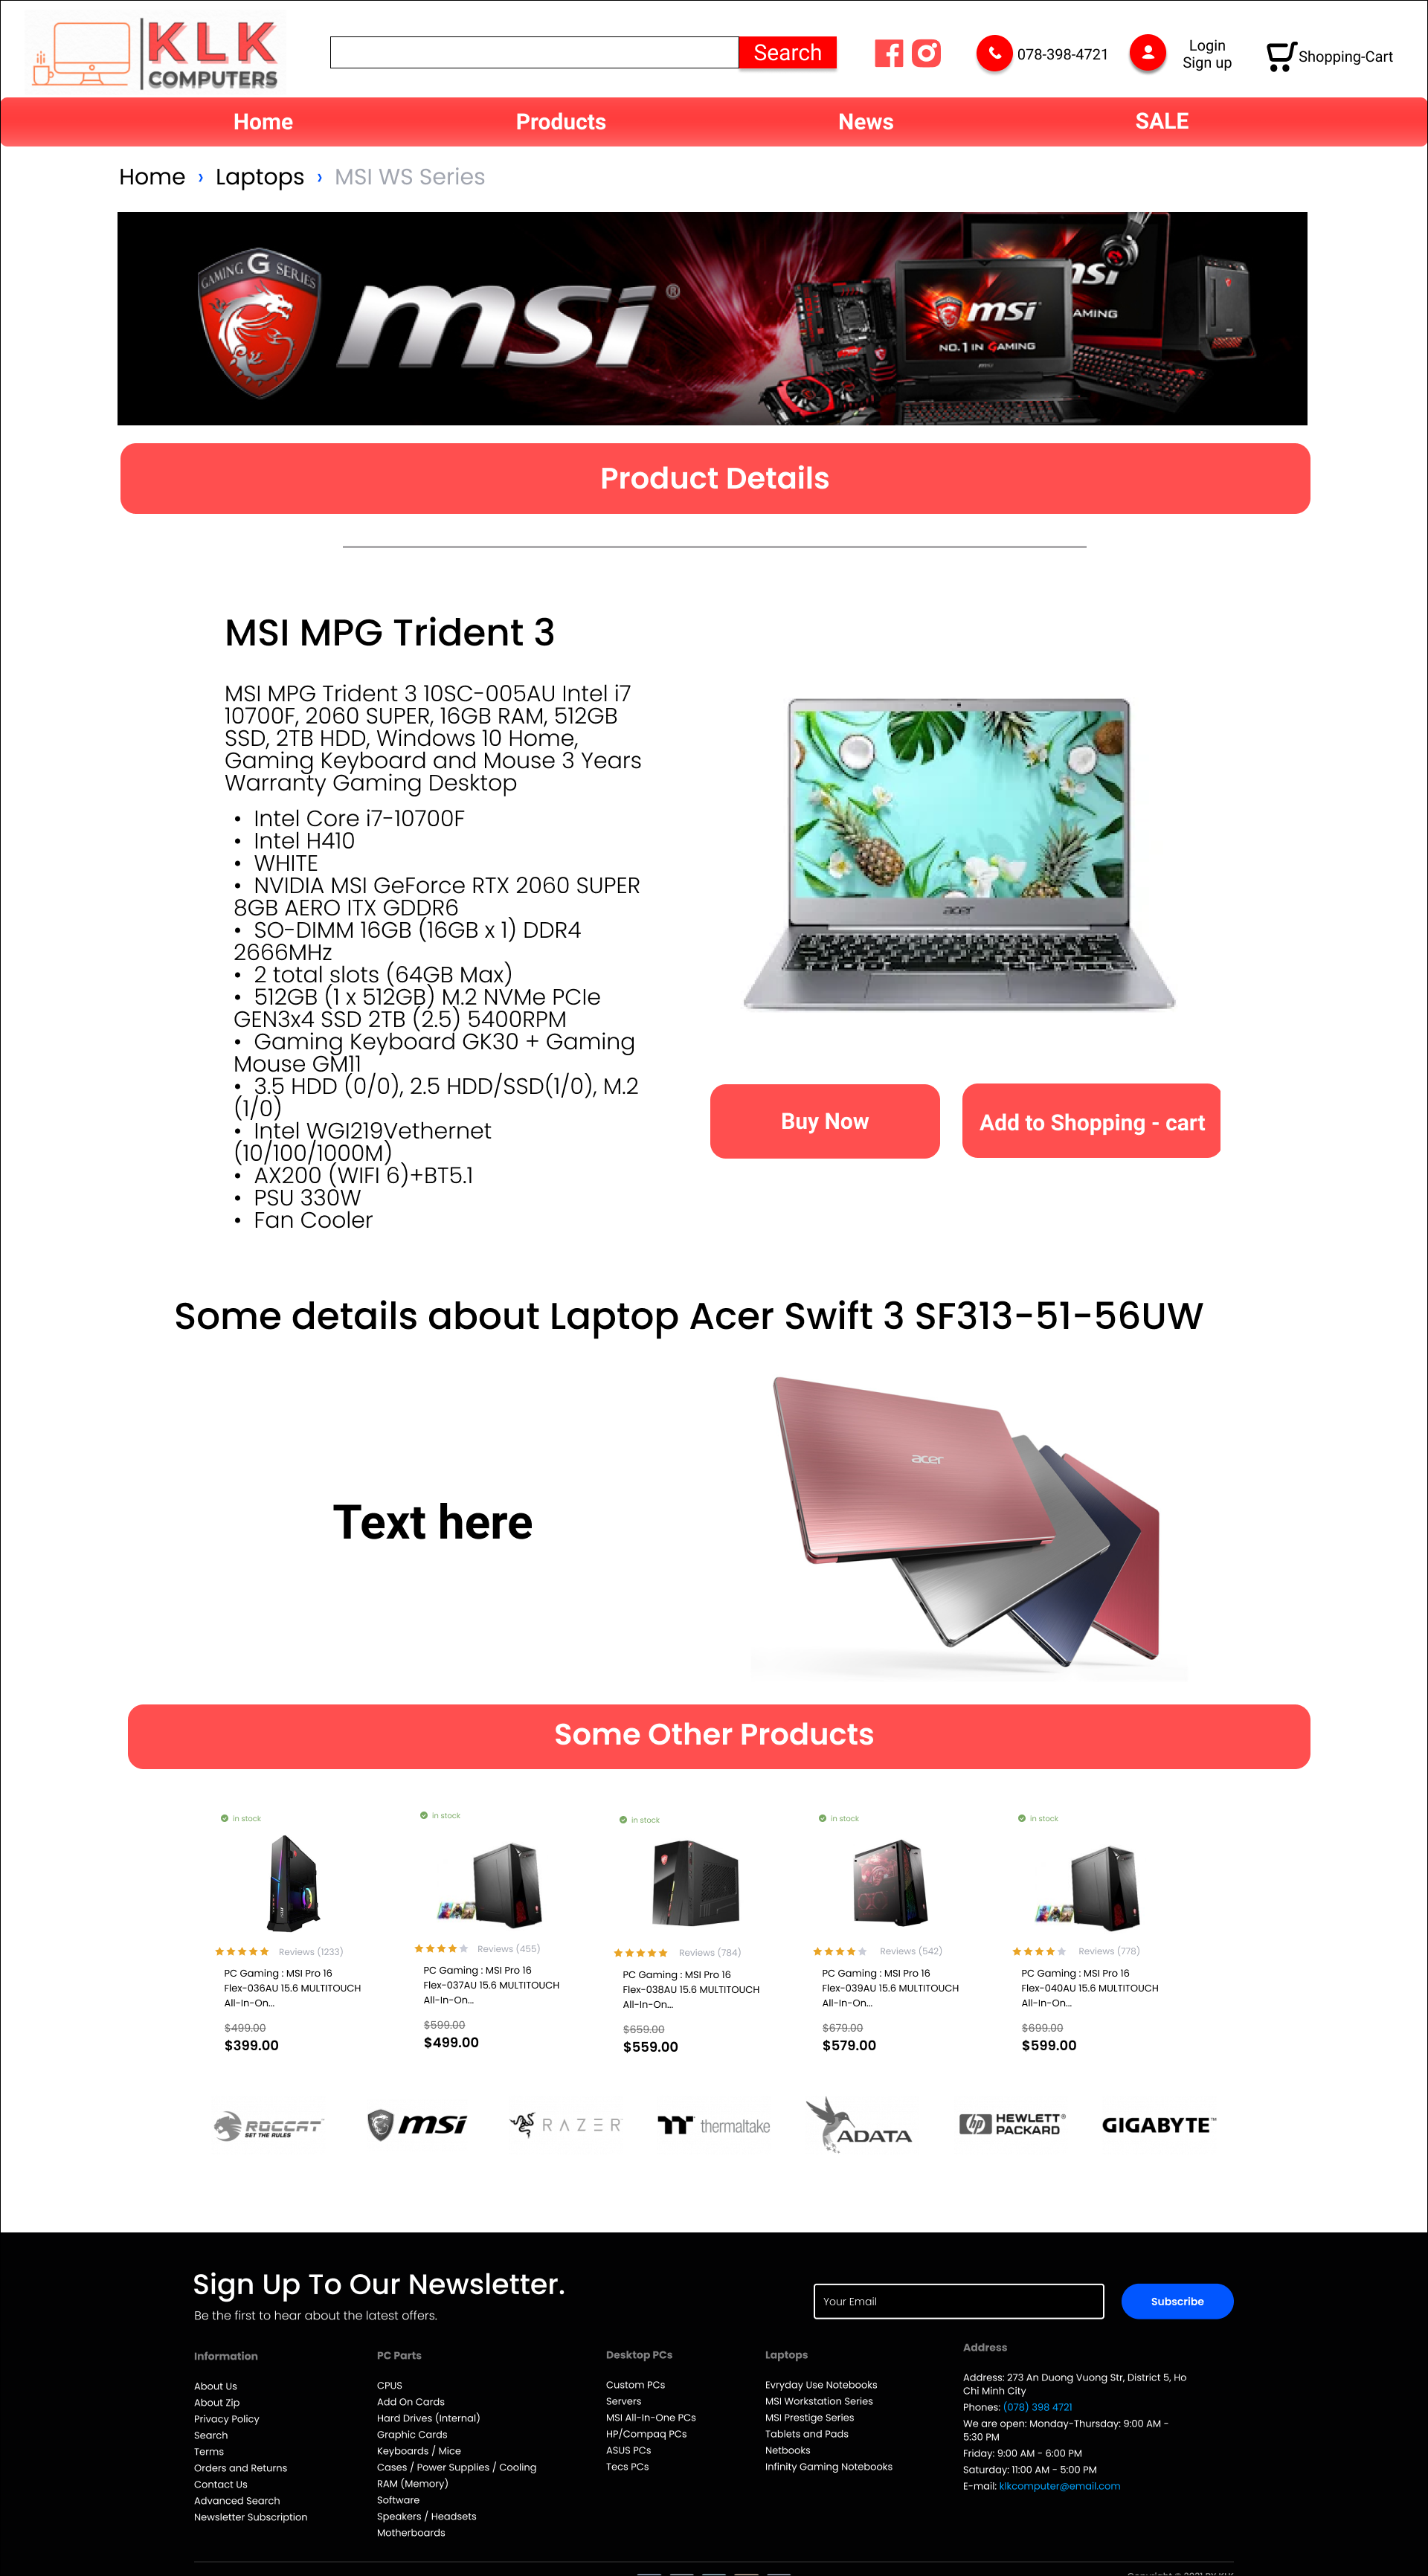 KLK
COMPUTERS
Search
078-398-4721
Login
Sign up
Shopping-Cart
Home
Products
News
SALE
Home › Laptops › MSI WS Series
GAMING G SERIES
msi®
msi
GAMING
msi
NO.1 IN GAMING
msi
Product Details
MSI MPG Trident 3
MSI MPG Trident 3 10SC-005AU Intel i7
10700F, 2060 SUPER, 16GB RAM, 512GB
SSD, 2TB HDD, Windows 10 Home,
Gaming Keyboard and Mouse 3 Years
Warranty Gaming Desktop
• Intel Core i7-10700F
• Intel H410
• WHITE
• NVIDIA MSI GeForce RTX 2060 SUPER
8GB AERO ITX GDDR6
• SO-DIMM 16GB (16GB x 1) DDR4
2666MHz
• 2 total slots (64GB Max)
• 512GB (1 x 512GB) M.2 NVMe PCIe
GEN3x4 SSD 2TB (2.5) 5400RPM
• Gaming Keyboard GK30 + Gaming
Mouse GM11
• 3.5 HDD (0/0), 2.5 HDD/SSD(1/0), M.2
(1/0)
• Intel WGI219Vethernet
(10/100/1000M)
• AX200 (WIFI 6)+BT5.1
• PSU 330W
• Fan Cooler
acer
Buy Now
Add to Shopping - cart
Some details about Laptop Acer Swift 3 SF313-51-56UW
Text here
acer
Some Other Products
in stock
Reviews (1233)
PC Gaming : MSI Pro 16
Flex-036AU 15.6 MULTITOUCH
All-In-On...
$499.00
$399.00
in stock
Reviews (455)
PC Gaming : MSI Pro 16
Flex-037AU 15.6 MULTITOUCH
All-In-On...
$599.00
$499.00
in stock
Reviews (784)
PC Gaming : MSI Pro 16
Flex-038AU 15.6 MULTITOUCH
All-In-On...
$659.00
$559.00
in stock
Reviews (542)
PC Gaming : MSI Pro 16
Flex-039AU 15.6 MULTITOUCH
All-In-On...
$679.00
$579.00
in stock
Reviews (778)
PC Gaming : MSI Pro 16
Flex-040AU 15.6 MULTITOUCH
All-In-On...
$699.00
$599.00
ROCCAT
SET THE RULES
msi
RAZER
thermaltake
ADATA
hp HEWLETT
PACKARD
GIGABYTE™
Sign Up To Our Newsletter.
Be the first to hear about the latest offers.
Your Email
Subscribe
Information
About Us
About Zip
Privacy Policy
Search
Terms
Orders and Returns
Contact Us
Advanced Search
Newsletter Subscription
PC Parts
CPUS
Add On Cards
Hard Drives (Internal)
Graphic Cards
Keyboards / Mice
Cases / Power Supplies / Cooling
RAM (Memory)
Software
Speakers / Headsets
Motherboards
Desktop PCs
Custom PCs
Servers
MSI All-In-One PCs
HP/Compaq PCs
ASUS PCs
Tecs PCs
Laptops
Evryday Use Notebooks
MSI Workstation Series
MSI Prestige Series
Tablets and Pads
Netbooks
Infinity Gaming Notebooks
Address
Address: 273 An Duong Vuong Str, District 5, Ho
Chi Minh City
Phones: (078) 398 4721
We are open: Monday-Thursday: 9:00 AM -
5:30 PM
Friday: 9:00 AM - 6:00 PM
Saturday: 11:00 AM - 5:00 PM
E-mail: klkcomputer@email.com